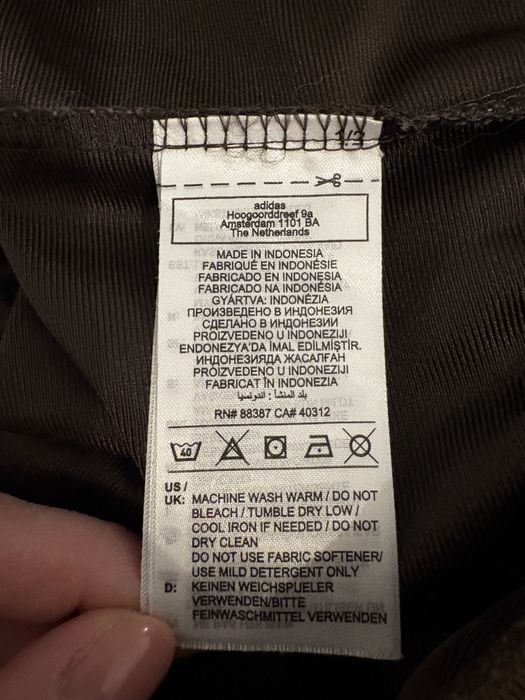 1/2
adidas
Hoogoorddreef 9a
Amsterdam 1101 BA
The Netherlands
MADE IN INDONESIA
FABRIQUÉ EN INDONÉSIE
FABRICADO EN INDONESIA
FABRICADO NA INDONÉSIA
GYÁRTVA: INDONÉZIA
ПРОИЗВЕДЕНО В ИНДОНЕЗИЯ
СДЕЛАНО В ИНДОНЕЗИИ
PROIZVEDENO U INDONEZIJI
ENDONEZYA'DA İMAL EDİLMİŞTİR.
ИНДОНЕЗИЯДА ЖАСАЛҒАН
PROIZVEDENO U INDONEZIJI
FABRICAT ÎN INDONEZIA
بلد المنشأ : اندونيسيا
RN# 88387 CA# 40312
40
US /
UK: MACHINE WASH WARM / DO NOT
BLEACH / TUMBLE DRY LOW /
COOL IRON IF NEEDED / DO NOT
DRY CLEAN
DO NOT USE FABRIC SOFTENER/
USE MILD DETERGENT ONLY
D: KEINEN WEICHSPUELER
VERWENDEN/BITTE
FEINWASCHMITTEL VERWENDEN